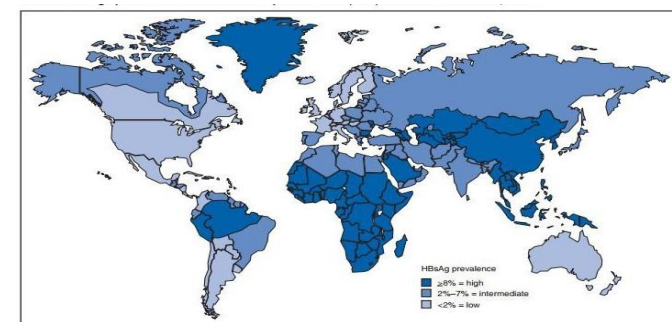 HBsAg prevalence
≥8% = high
2%–7% = intermediate
<2% = low